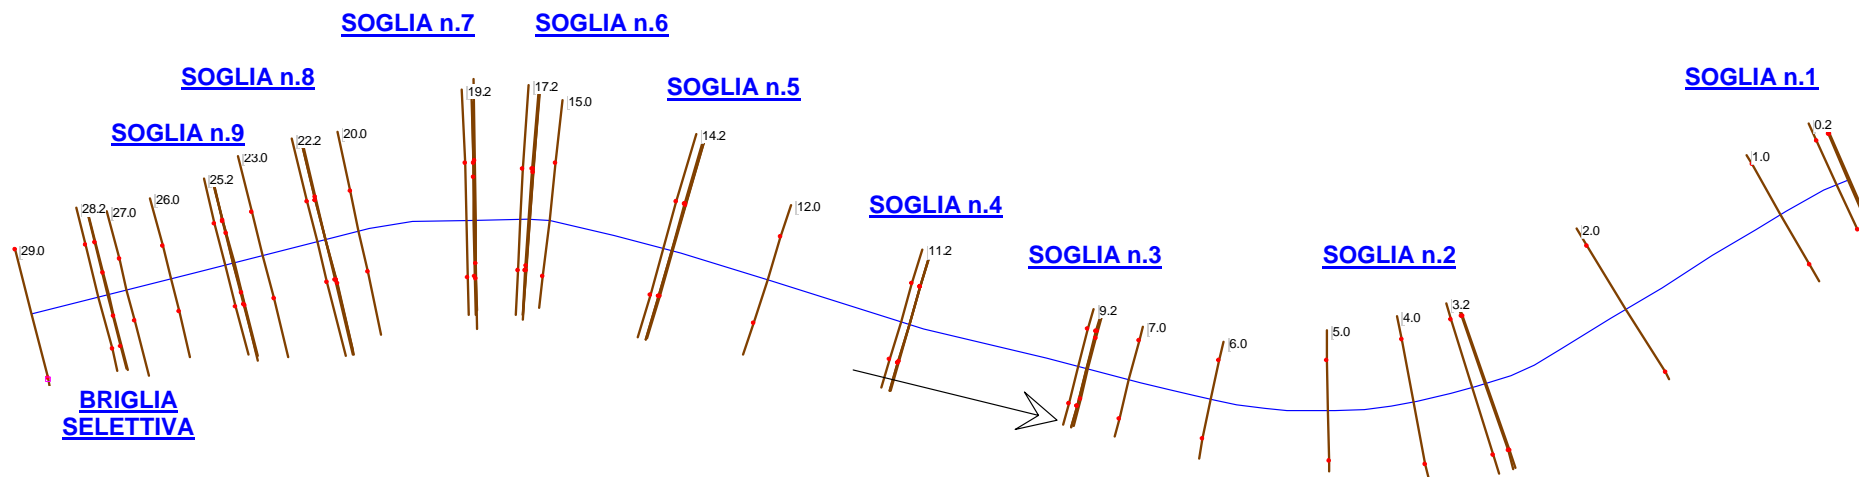 SOGLIA n.7
SOGLIA n.6
SOGLIA n.8
SOGLIA n.5
SOGLIA n.1
SOGLIA n.9
19.2
17.2
15.0
14.2
22.2
20.0
0.2
1.0
23.0
25.2
26.0
28.2
27.0
29.0
12.0
SOGLIA n.4
11.2
SOGLIA n.3
SOGLIA n.2
2.0
9.2
7.0
6.0
5.0
4.0
3.2
BRIGLIA
SELETTIVA